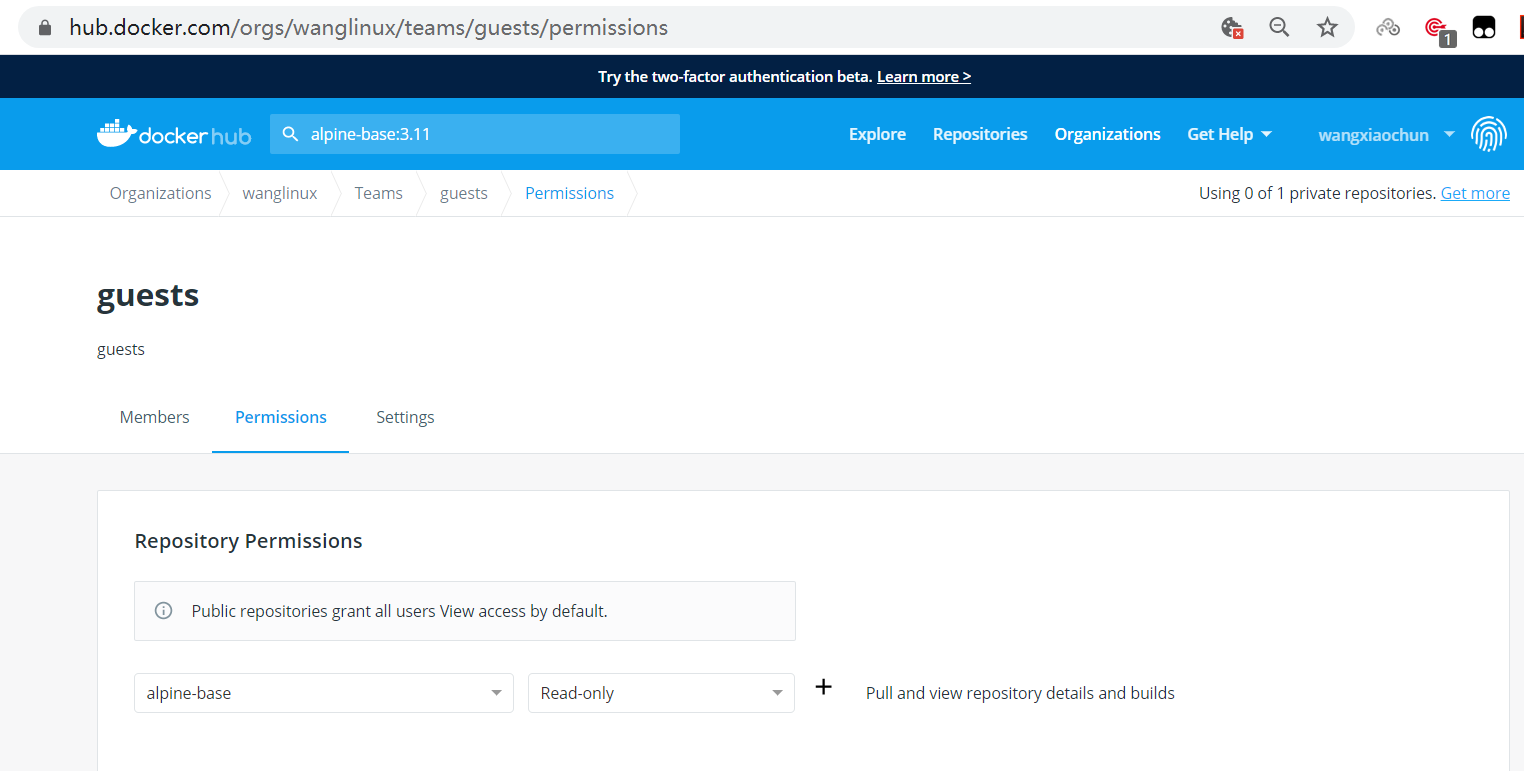 hub.docker.com/orgs/wanglinux/teams/guests/permissions
1
Try the two-factor authentication beta. Learn more >
docker hub
alpine-base:3.11
Explore Repositories Organizations Get Help wangxiaochun
Organizations wanglinux Teams guests Permissions
Using 0 of 1 private repositories. Get more
guests
guests
Members Permissions Settings
Repository Permissions
Public repositories grant all users View access by default.
alpine-base Read-only + Pull and view repository details and builds